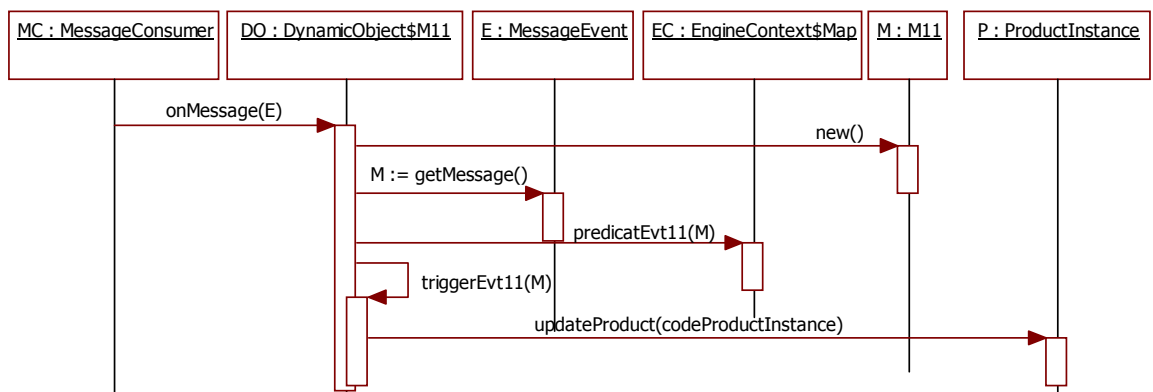 MC : MessageConsumer
DO : DynamicObject$M11
E : MessageEvent
EC : EngineContext$Map
M : M11
P : ProductInstance
onMessage(E)
new()
M := getMessage()
predicatEvt11(M)
triggerEvt11(M)
updateProduct(codeProductInstance)